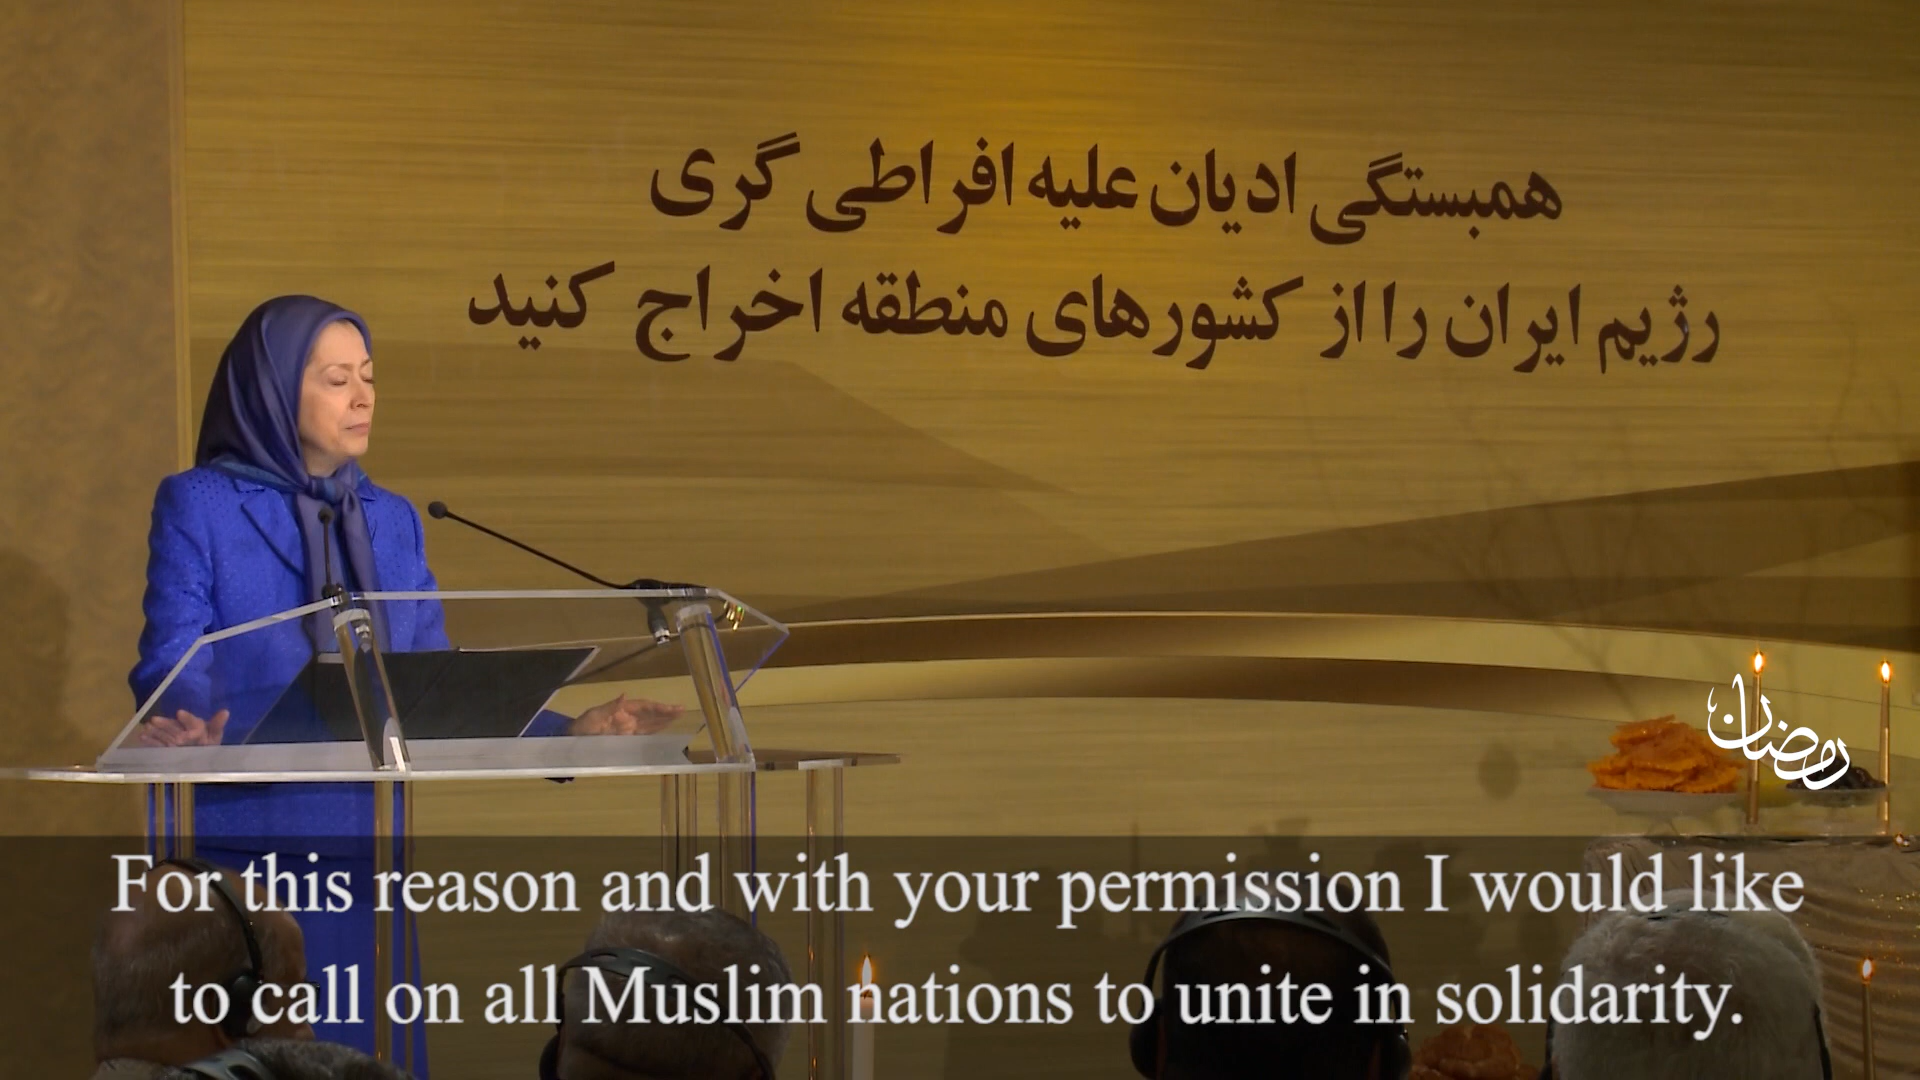 همبستگی ادیان علیه افراطی گری
رژیم ایران را از کشورهای منطقه اخراج کنید
رمضان
For this reason and with your permission I would like
to call on all Muslim nations to unite in solidarity.